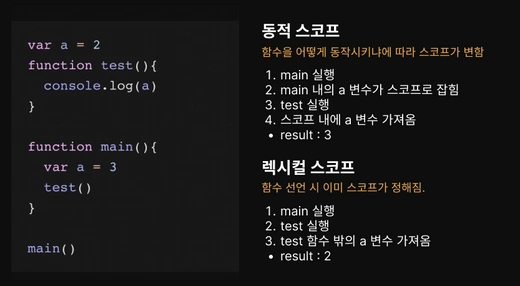 var a = 2
function test(){
  console.log(a)
}
function main(){
  var a = 3
  test()
}
main()
동적 스코프
함수을 어떻게 동작시키냐에 따라 스코프가 변함
1. main 실행
2. main 내의 a 변수가 스코프로 잡힘
3. test 실행
4. 스코프 내에 a 변수 가져옴
• result : 3
렉시컬 스코프
함수 선언 시 이미 스코프가 정해짐.
1. main 실행
2. test 실행
3. test 함수 밖의 a 변수 가져옴
• result : 2